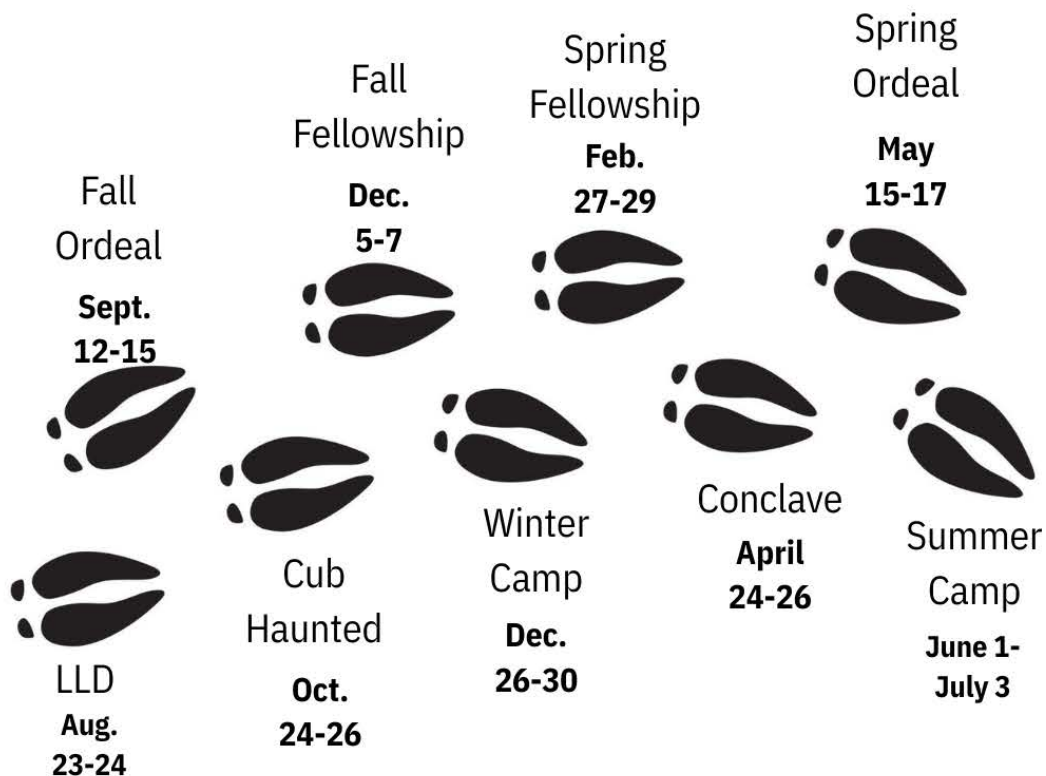 LLD
Aug.
23-24
Fall
Ordeal
Sept.
12-15
Cub
Haunted
Oct.
24-26
Fall
Fellowship
Dec.
5-7
Winter
Camp
Dec.
26-30
Spring
Fellowship
Feb.
27-29
Conclave
April
24-26
Spring
Ordeal
May
15-17
Summer
Camp
June 1-
July 3